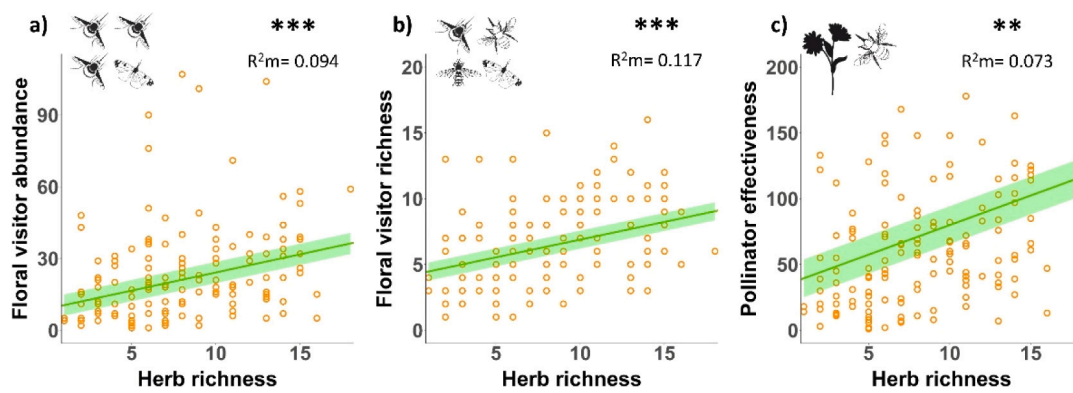 a)
***
R²m= 0.094
Floral visitor abundance
90
60
30
0
5
10
15
Herb richness
b)
***
R²m= 0.117
Floral visitor richness
20
15
10
5
0
5
10
15
Herb richness
c)
**
R²m= 0.073
Pollinator effectiveness
200
150
100
50
0
5
10
15
Herb richness